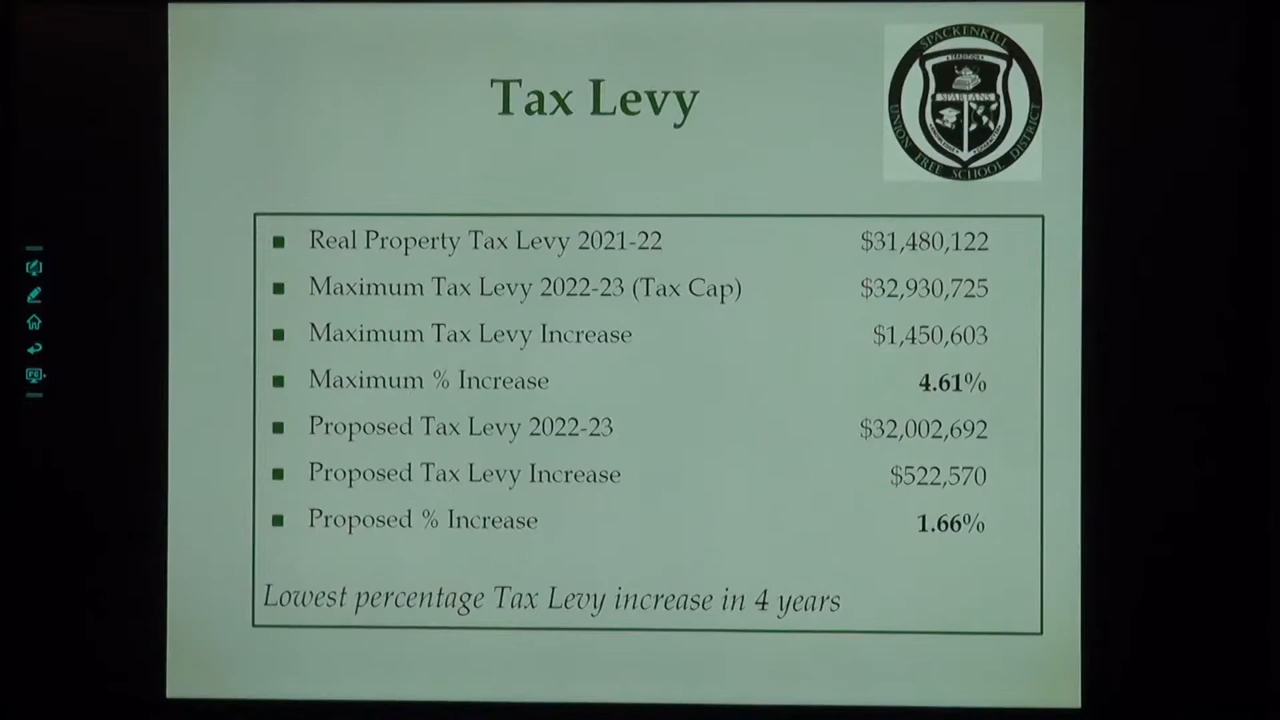 SPACKENKILL
UNION FREE SCHOOL DISTRICT
TRADITION
SPARTANS
Tax Levy
Real Property Tax Levy 2021-22 $31,480,122
Maximum Tax Levy 2022-23 (Tax Cap) $32,930,725
Maximum Tax Levy Increase $1,450,603
Maximum % Increase 4.61%
Proposed Tax Levy 2022-23 $32,002,692
Proposed Tax Levy Increase $522,570
Proposed % Increase 1.66%
Lowest percentage Tax Levy increase in 4 years